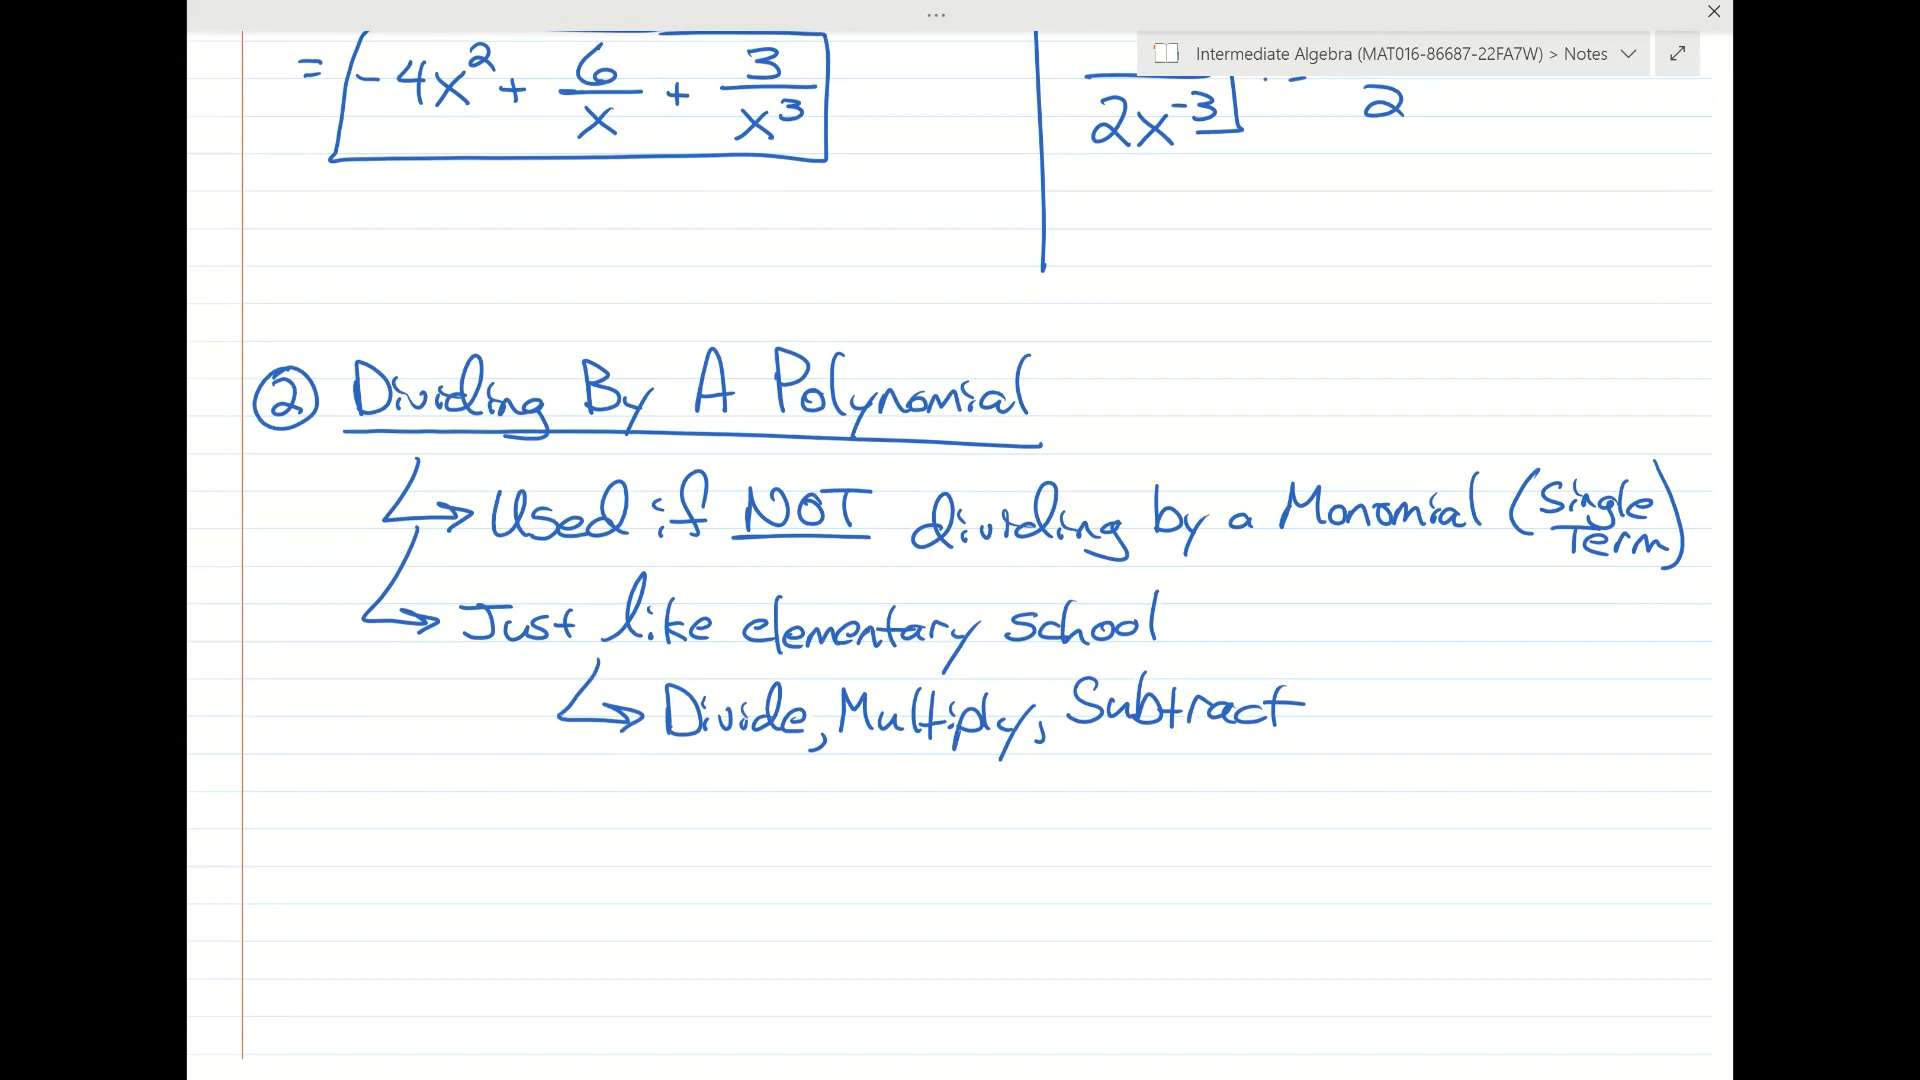 ...
Intermediate Algebra (MAT016-86687-22FA7W) > Notes
= -4x² + 6/x + 3/x³
2x⁻³ 2
② Dividing By A Polynomial
↳ Used if NOT dividing by a Monomial (Single Term)
↳ Just like elementary school
↳ Divide, Multiply, Subtract